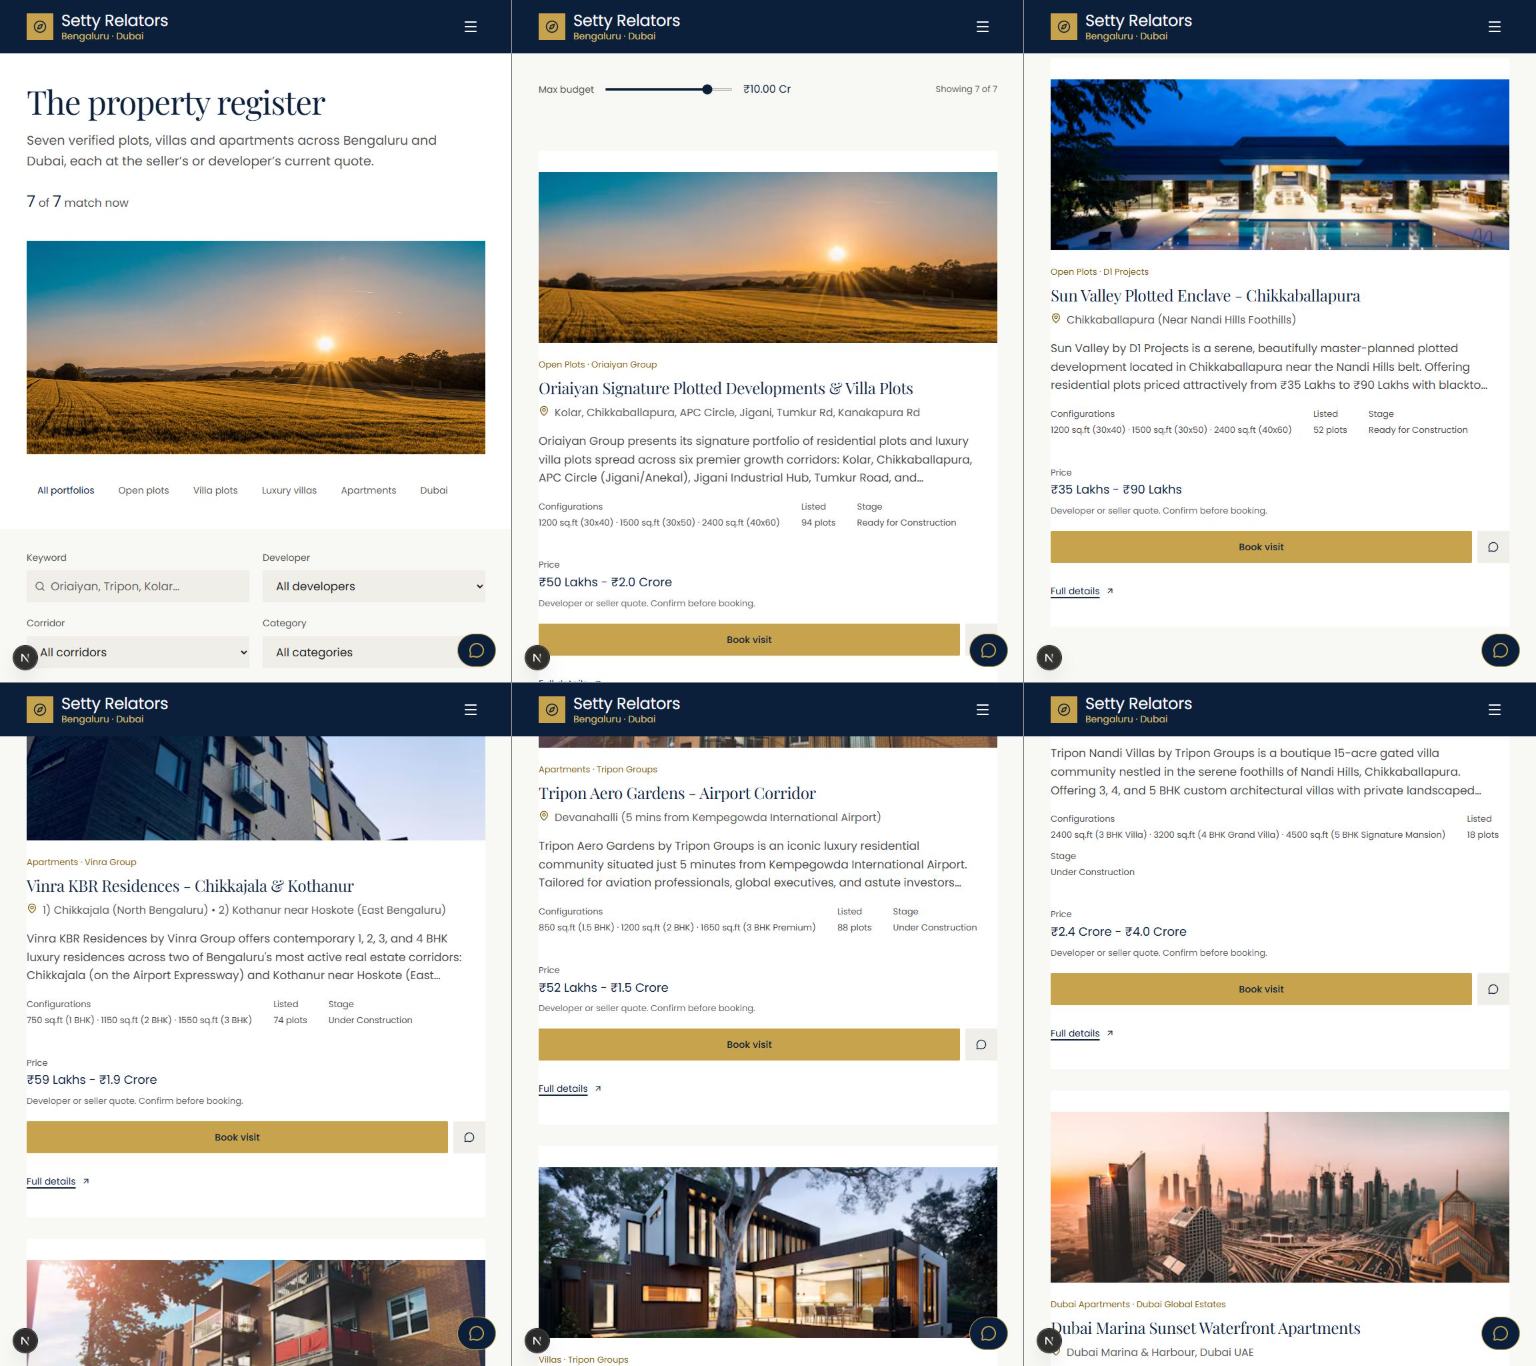 Setty Relators
Bengaluru · Dubai
The property register
Seven verified plots, villas and apartments across Bengaluru and
Dubai, each at the seller's or developer's current quote.
7 of 7 match now
All portfolios Open plots Villa plots Luxury villas Apartments Dubai
Keyword Developer
Oriaiyan, Tripon, Kolar... All developers
Corridor Category
All corridors All categories
N
Setty Relators
Bengaluru · Dubai
Max budget ₹10.00 Cr Showing 7 of 7
Open Plots · Oriaiyan Group
Oriaiyan Signature Plotted Developments & Villa Plots
Kolar, Chikkaballapura, APC Circle, Jigani, Tumkur Rd, Kanakapura Rd
Oriaiyan Group presents its signature portfolio of residential plots and luxury
villa plots spread across six premier growth corridors: Kolar, Chikkaballapura,
APC Circle (Jigani/Anekal), Jigani Industrial Hub, Tumkur Road, and...
Configurations Listed Stage
1200 sq.ft (30x40) · 1500 sq.ft (30x50) · 2400 sq.ft (40x60) 94 plots Ready for Construction
Price
₹50 Lakhs - ₹2.0 Crore
Developer or seller quote. Confirm before booking.
Book visit
N
Full details
Setty Relators
Bengaluru · Dubai
Open Plots · D1 Projects
Sun Valley Plotted Enclave - Chikkaballapura
Chikkaballapura (Near Nandi Hills Foothills)
Sun Valley by D1 Projects is a serene, beautifully master-planned plotted
development located in Chikkaballapura near the Nandi Hills belt. Offering
residential plots priced attractively from ₹35 Lakhs to ₹90 Lakhs with blackto...
Configurations Listed Stage
1200 sq.ft (30x40) · 1500 sq.ft (30x50) · 2400 sq.ft (40x60) 52 plots Ready for Construction
Price
₹35 Lakhs - ₹90 Lakhs
Developer or seller quote. Confirm before booking.
Book visit
Full details
N
Setty Relators
Bengaluru · Dubai
Apartments · Vinra Group
Vinra KBR Residences - Chikkajala & Kothanur
1) Chikkajala (North Bengaluru) • 2) Kothanur near Hoskote (East Bengaluru)
Vinra KBR Residences by Vinra Group offers contemporary 1, 2, 3, and 4 BHK
luxury residences across two of Bengaluru's most active real estate corridors:
Chikkajala (on the Airport Expressway) and Kothanur near Hoskote (East...
Configurations Listed Stage
750 sq.ft (1 BHK) · 1150 sq.ft (2 BHK) · 1550 sq.ft (3 BHK) 74 plots Under Construction
Price
₹59 Lakhs - ₹1.9 Crore
Developer or seller quote. Confirm before booking.
Book visit
Full details
N
Setty Relators
Bengaluru · Dubai
Apartments · Tripon Groups
Tripon Aero Gardens - Airport Corridor
Devanahalli (5 mins from Kempegowda International Airport)
Tripon Aero Gardens by Tripon Groups is an iconic luxury residential
community situated just 5 minutes from Kempegowda International Airport.
Tailored for aviation professionals, global executives, and astute investors...
Configurations Listed Stage
850 sq.ft (1.5 BHK) · 1200 sq.ft (2 BHK) · 1650 sq.ft (3 BHK Premium) 88 plots Under Construction
Price
₹52 Lakhs - ₹1.5 Crore
Developer or seller quote. Confirm before booking.
Book visit
Full details
N
Villas · Tripon Groups
Setty Relators
Bengaluru · Dubai
Tripon Nandi Villas by Tripon Groups is a boutique 15-acre gated villa
community nestled in the serene foothills of Nandi Hills, Chikkaballapura.
Offering 3, 4, and 5 BHK custom architectural villas with private landscaped...
Configurations Listed
2400 sq.ft (3 BHK Villa) · 3200 sq.ft (4 BHK Grand Villa) · 4500 sq.ft (5 BHK Signature Mansion) 18 plots
Stage
Under Construction
Price
₹2.4 Crore - ₹4.0 Crore
Developer or seller quote. Confirm before booking.
Book visit
Full details
Dubai Apartments · Dubai Global Estates
Dubai Marina Sunset Waterfront Apartments
N
Dubai Marina & Harbour, Dubai UAE